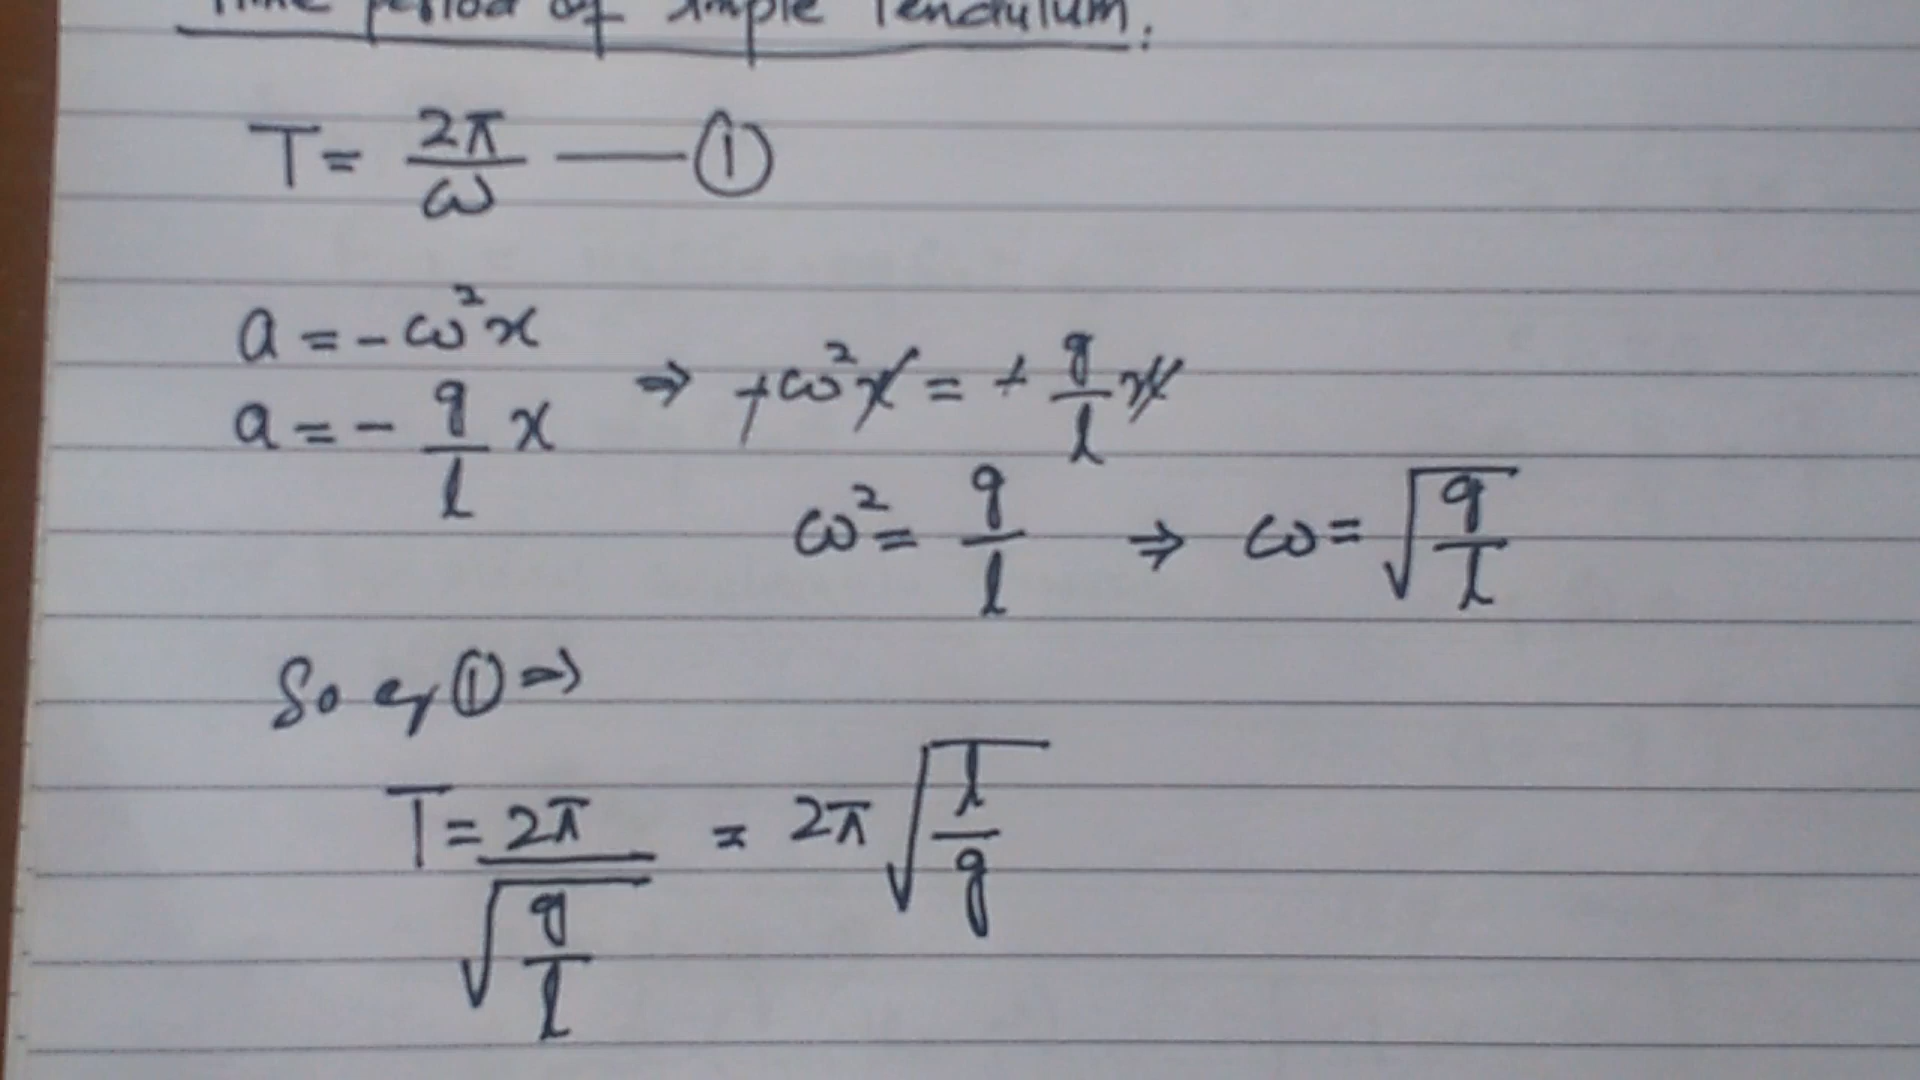 Time period of Simple Pendulum.
T = 2π/ω —— ①
a = -ω²x
a = - g/l x ⇒ +ω²x = + g/l x
ω² = g/l ⇒ ω = √(g/l)
So eq ① ⇒
T = 2π/√(g/l) = 2π √(l/g)